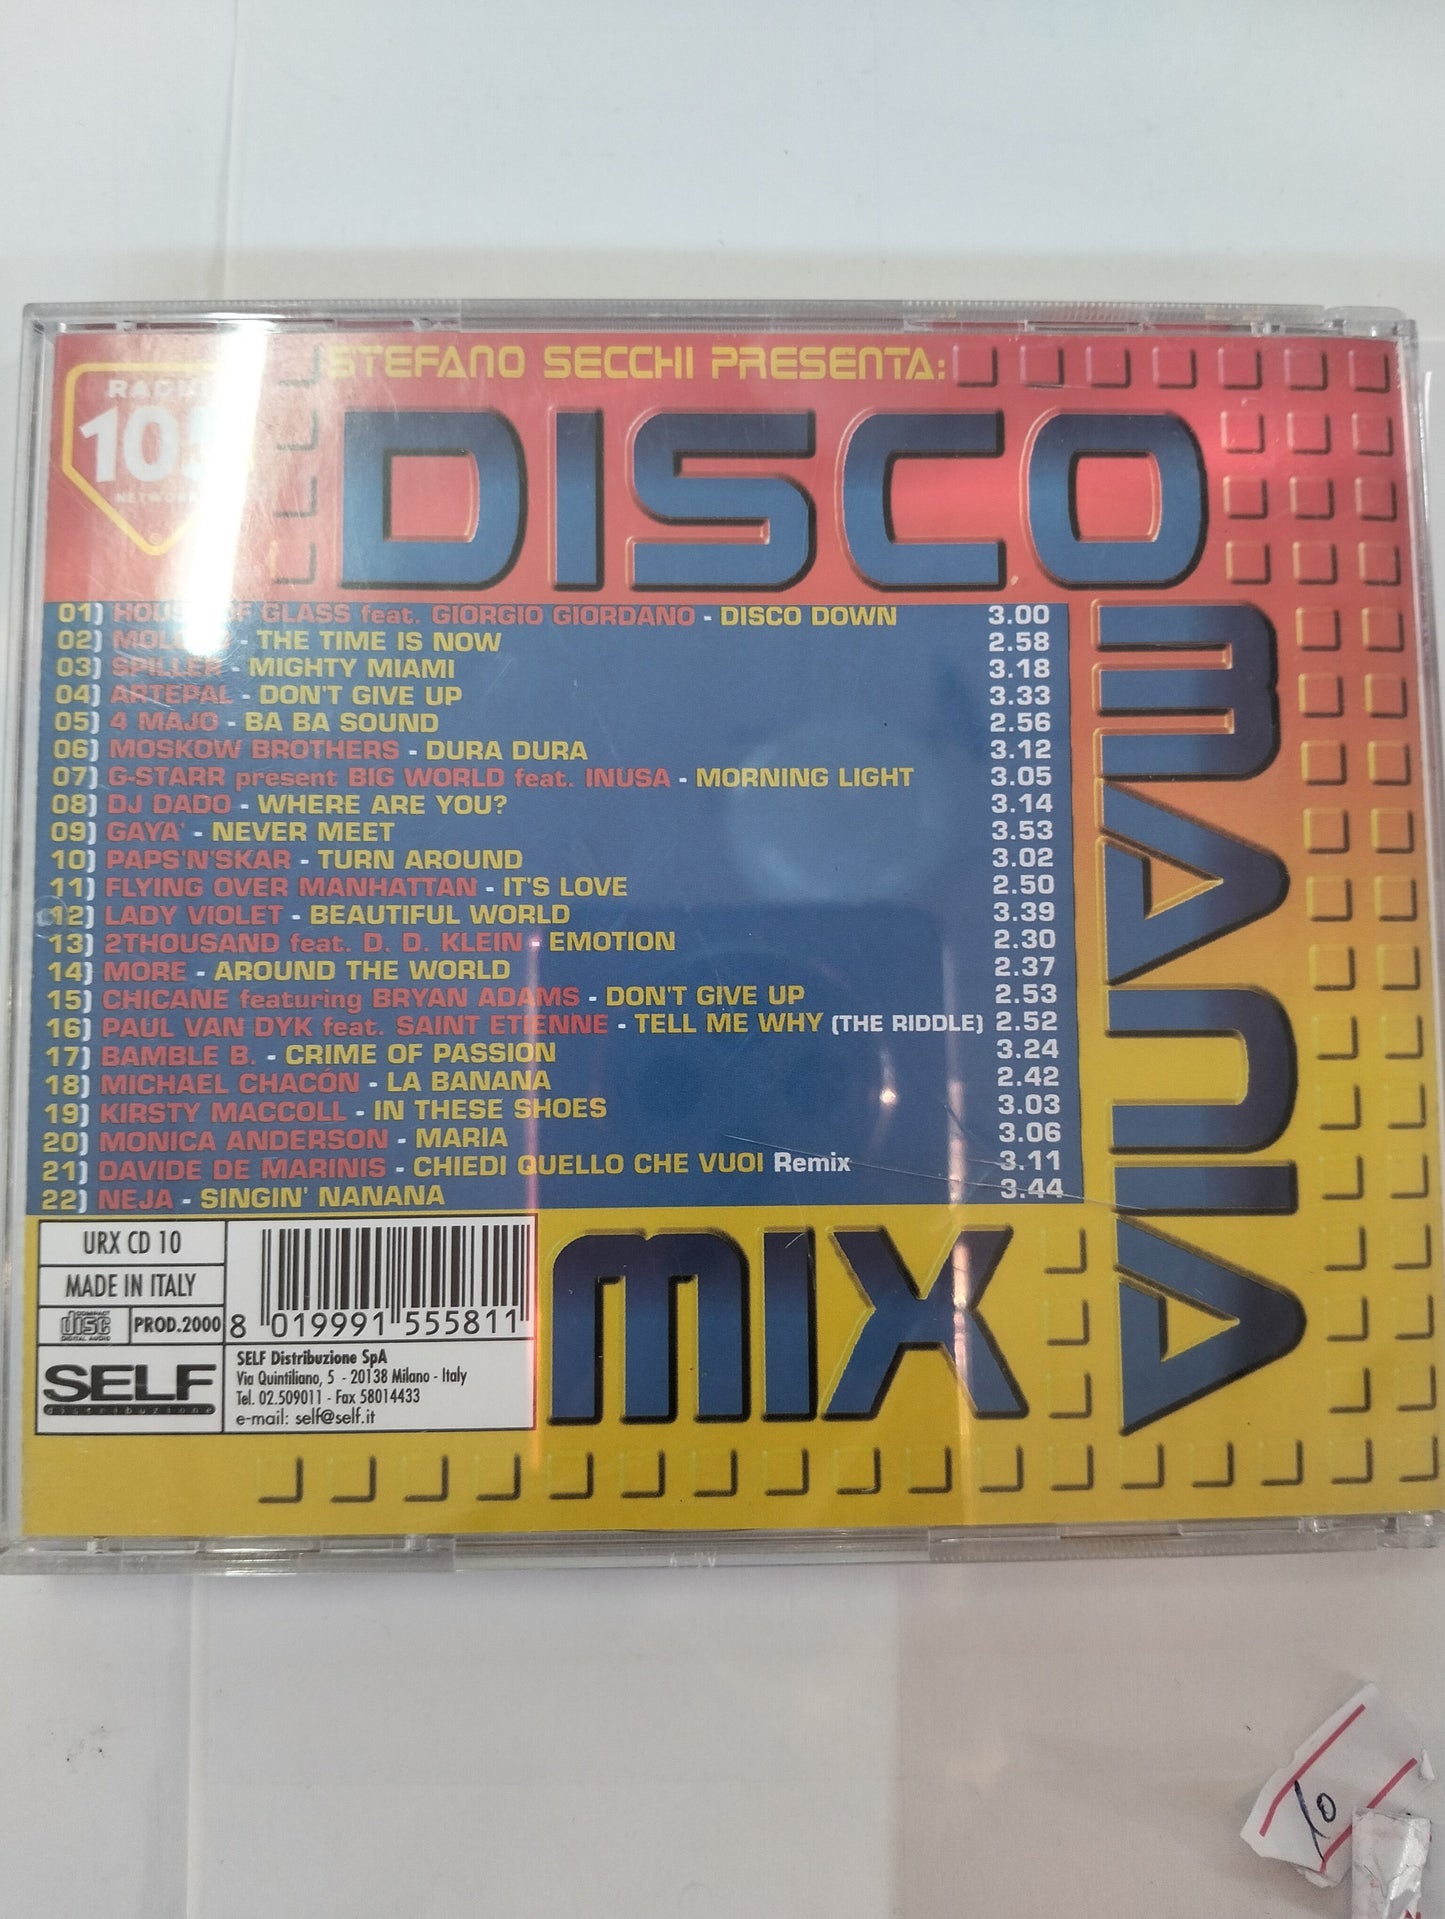 STEFANO SECCHI PRESENTA:
NETWORK
DISCO
MANIA
MIX
01) HOUSE OF GLASS feat. GIORGIO GIORDANO - DISCO DOWN 3.00
02) - THE TIME IS NOW 2.58
03) SPILLER - MIGHTY MIAMI 3.18
04) ARTEPAL - DON'T GIVE UP 3.33
05) 4 MAJO - BA BA SOUND 2.56
06) MOSKOW BROTHERS - DURA DURA 3.12
07) G-STARR present BIG WORLD feat. INUSA - MORNING LIGHT 3.05
08) DJ DADO - WHERE ARE YOU? 3.14
09) GAYA' - NEVER MEET 3.53
10) PAPS'N'SKAR - TURN AROUND 3.02
11) FLYING OVER MANHATTAN - IT'S LOVE 2.50
12) LADY VIOLET - BEAUTIFUL WORLD 3.39
13) 2THOUSAND feat. D. D. KLEIN - EMOTION 2.30
14) MORE - AROUND THE WORLD 2.37
15) CHICANE featuring BRYAN ADAMS - DON'T GIVE UP 2.53
16) PAUL VAN DYK feat. SAINT ETIENNE - TELL ME WHY (THE RIDDLE) 2.52
17) BAMBLE B. - CRIME OF PASSION 3.24
18) MICHAEL CHACÓN - LA BANANA 2.42
19) KIRSTY MACCOLL - IN THESE SHOES 3.03
20) MONICA ANDERSON - MARIA 3.06
21) DAVIDE DE MARINIS - CHIEDI QUELLO CHE VUOI Remix 3.11
22) NEJA - SINGIN' NANANA 3.44
URX CD 10
MADE IN ITALY
COMPACT
disc
DIGITAL AUDIO
PROD.2000
8 019991 555811
SELF
distribuzione
SELF Distribuzione SpA
Via Quintiliano, 5 - 20138 Milano - Italy
Tel. 02.509011 - Fax 58014433
e-mail: self@self.it
10